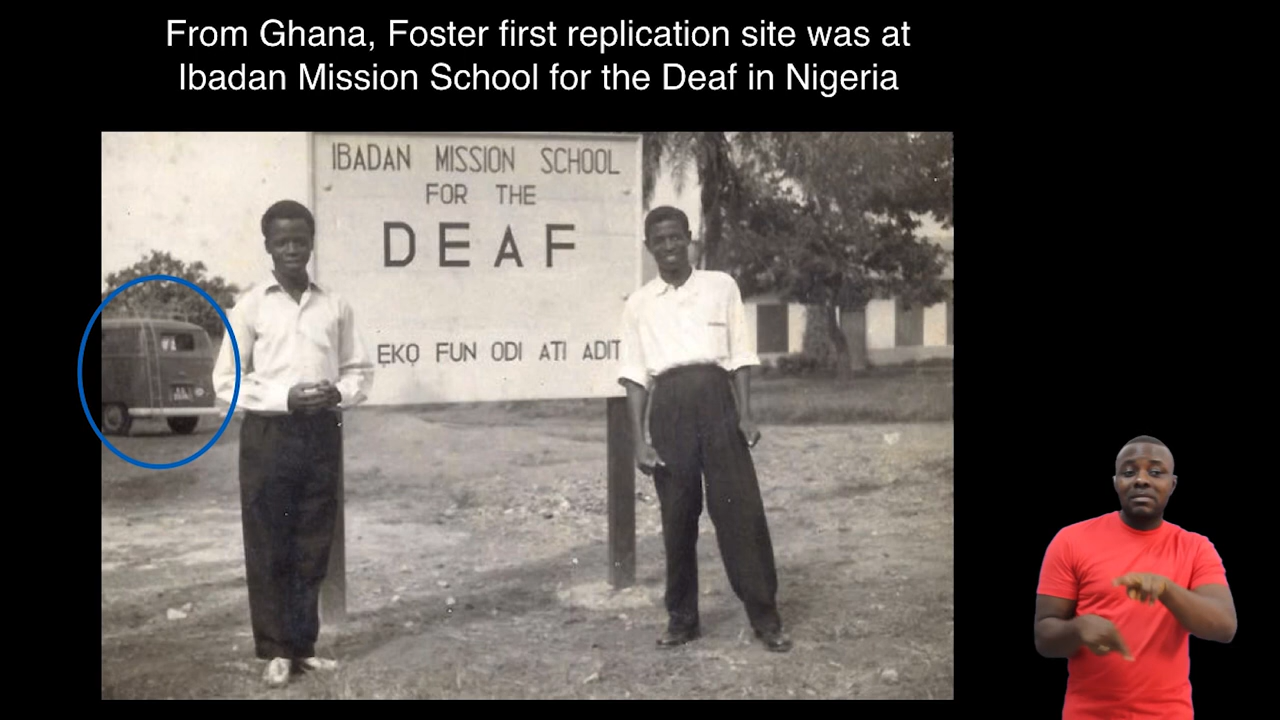 From Ghana, Foster first replication site was at
Ibadan Mission School for the Deaf in Nigeria
IBADAN MISSION SCHOOL
FOR THE
DEAF
ẸKỌ FUN ODI ATI ADIT